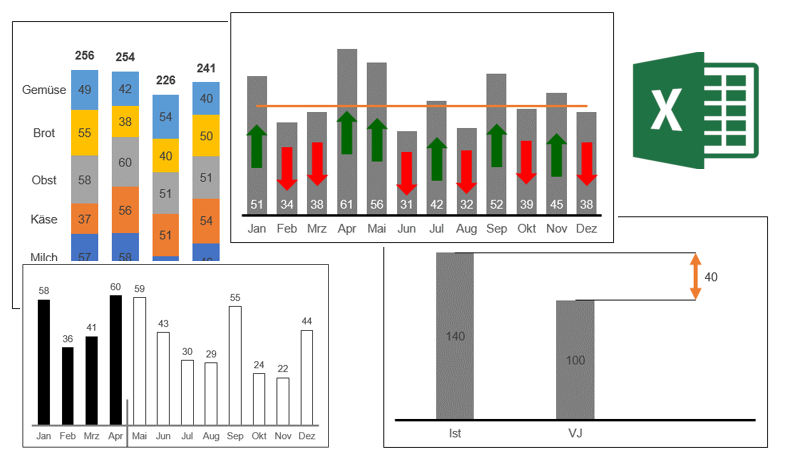 256 254 226 241
Gemüse 49 42 54 40
Brot 55 38 40 50
Obst 58 60 51 51
Käse 37 56 51 54
Milch 57 58
51 34 38 61 56 31 42 32 52 39 45 38
Jan Feb Mrz Apr Mai Jun Jul Aug Sep Okt Nov Dez
X
58 36 41 60 59 43 30 29 55 24 22 44
Jan Feb Mrz Apr Mai Jun Jul Aug Sep Okt Nov Dez
40
140 100
Ist VJ